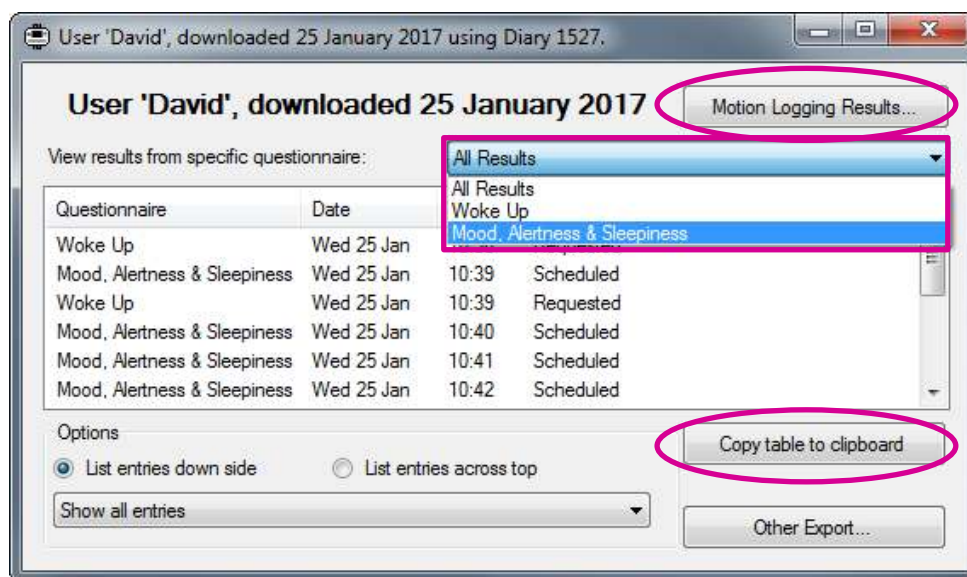 User 'David', downloaded 25 January 2017 using Diary 1527.
User 'David', downloaded 25 January 2017
Motion Logging Results...
View results from specific questionnaire:
All Results
All Results
Woke Up
Mood, Alertness & Sleepiness
Questionnaire Date
Woke Up Wed 25 Jan
Mood, Alertness & Sleepiness Wed 25 Jan 10:39 Scheduled
Woke Up Wed 25 Jan 10:39 Requested
Mood, Alertness & Sleepiness Wed 25 Jan 10:40 Scheduled
Mood, Alertness & Sleepiness Wed 25 Jan 10:41 Scheduled
Mood, Alertness & Sleepiness Wed 25 Jan 10:42 Scheduled
Options
List entries down side List entries across top
Show all entries
Copy table to clipboard
Other Export...